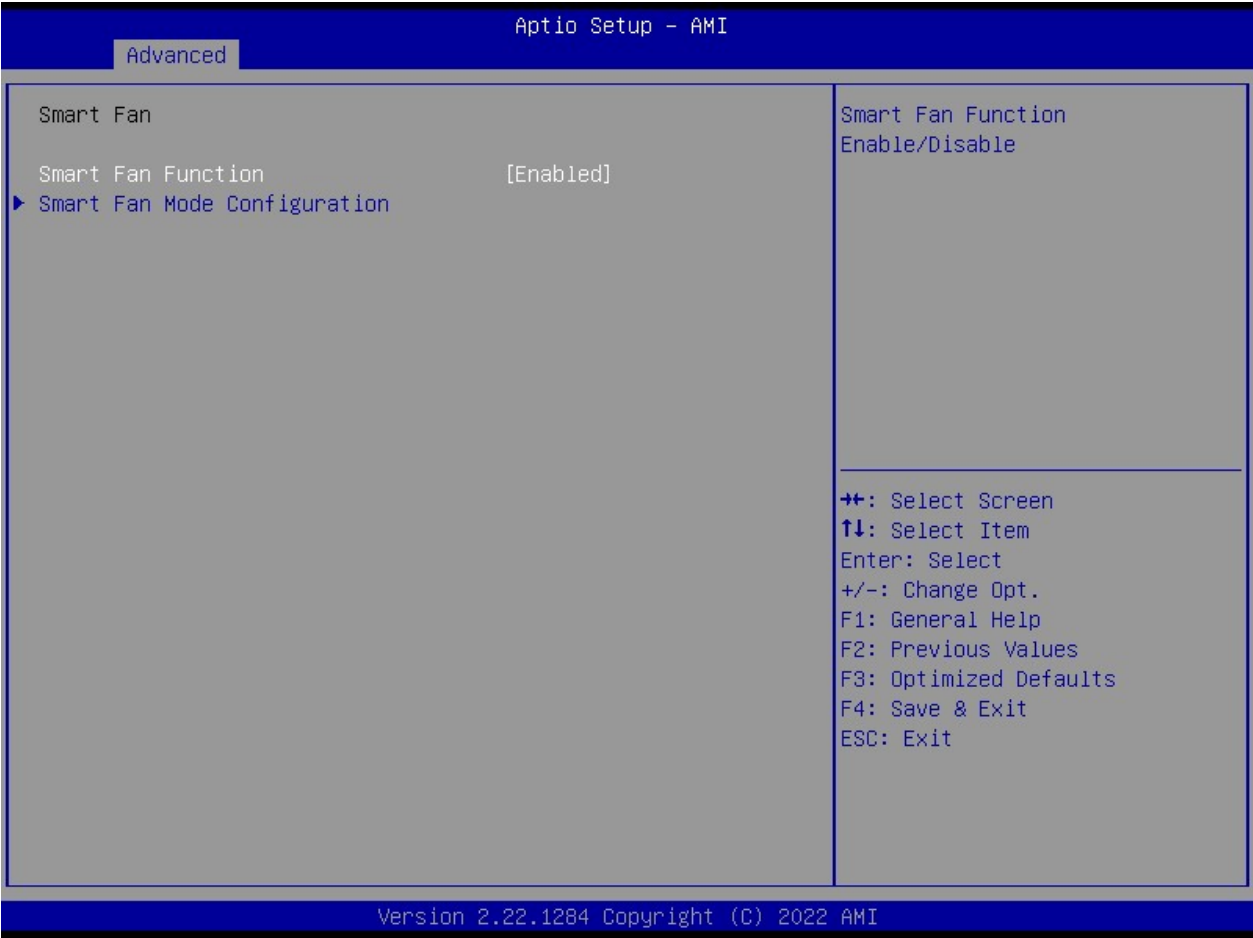 Aptio Setup – AMI
Advanced
Smart Fan
Smart Fan Function [Enabled]
▶ Smart Fan Mode Configuration
Smart Fan Function
Enable/Disable
→←: Select Screen
↑↓: Select Item
Enter: Select
+/-: Change Opt.
F1: General Help
F2: Previous Values
F3: Optimized Defaults
F4: Save & Exit
ESC: Exit
Version 2.22.1284 Copyright (C) 2022 AMI